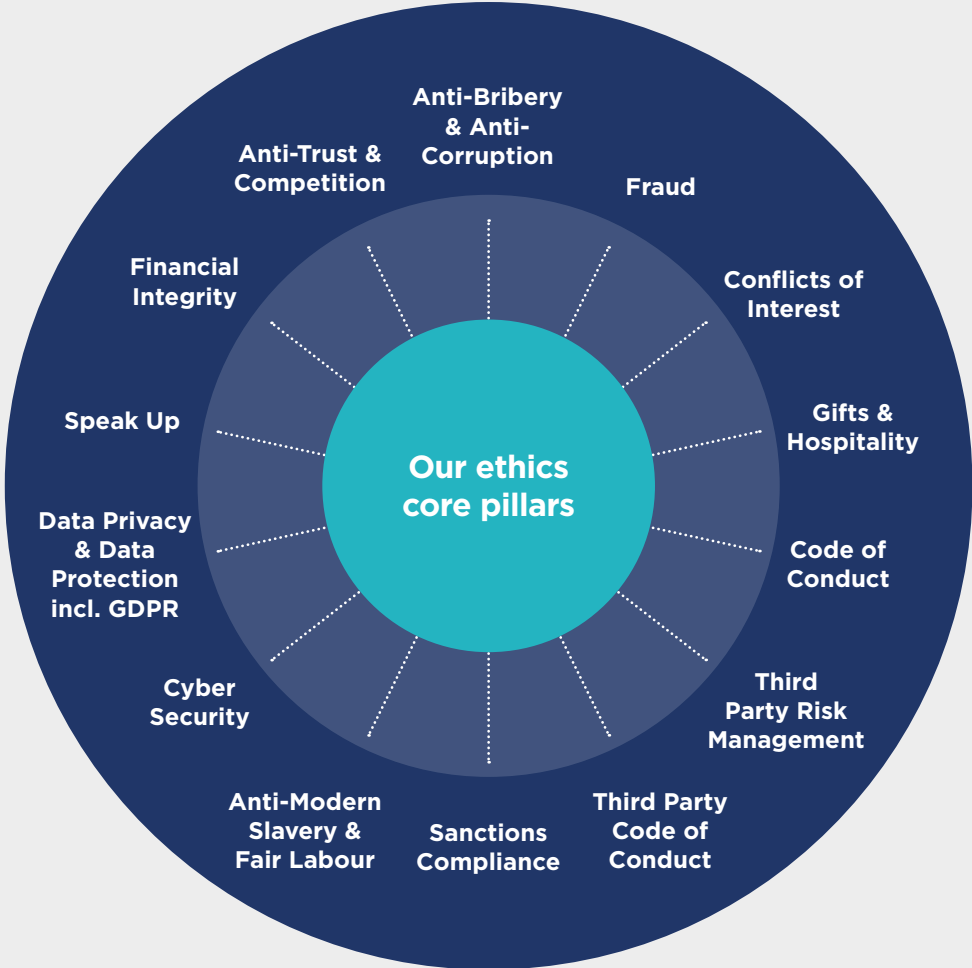 Anti-Bribery
& Anti-
Corruption
Fraud
Conflicts of
Interest
Gifts &
Hospitality
Code of
Conduct
Third
Party Risk
Management
Third Party
Code of
Conduct
Sanctions
Compliance
Anti-Modern
Slavery &
Fair Labour
Cyber
Security
Data Privacy
& Data
Protection
incl. GDPR
Speak Up
Financial
Integrity
Anti-Trust &
Competition
Our ethics
core pillars